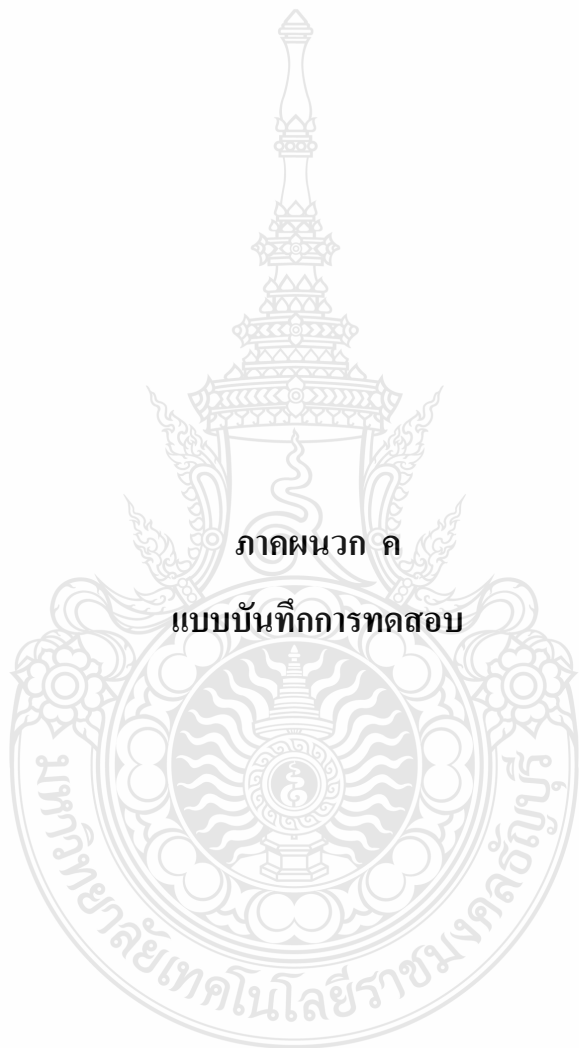 ภาคผนวก ค
แบบบันทึกการทดสอบ
มหาวิทยาลัยเทคโนโลยีราชมงคลธัญบุรี